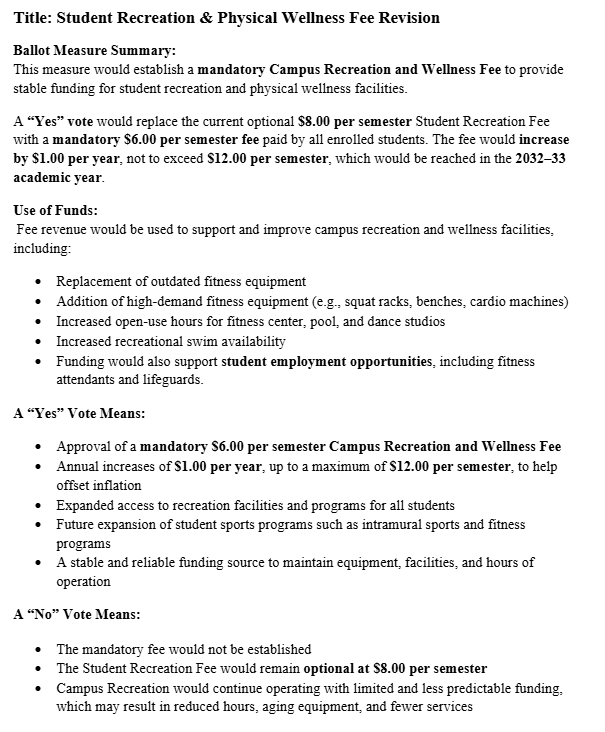 Title: Student Recreation & Physical Wellness Fee Revision
Ballot Measure Summary:
This measure would establish a mandatory Campus Recreation and Wellness Fee to provide
stable funding for student recreation and physical wellness facilities.
A “Yes” vote would replace the current optional $8.00 per semester Student Recreation Fee
with a mandatory $6.00 per semester fee paid by all enrolled students. The fee would increase
by $1.00 per year, not to exceed $12.00 per semester, which would be reached in the 2032–33
academic year.
Use of Funds:
Fee revenue would be used to support and improve campus recreation and wellness facilities,
including:
• Replacement of outdated fitness equipment
• Addition of high-demand fitness equipment (e.g., squat racks, benches, cardio machines)
• Increased open-use hours for fitness center, pool, and dance studios
• Increased recreational swim availability
• Funding would also support student employment opportunities, including fitness
attendants and lifeguards.
A “Yes” Vote Means:
• Approval of a mandatory $6.00 per semester Campus Recreation and Wellness Fee
• Annual increases of $1.00 per year, up to a maximum of $12.00 per semester, to help
offset inflation
• Expanded access to recreation facilities and programs for all students
• Future expansion of student sports programs such as intramural sports and fitness
programs
• A stable and reliable funding source to maintain equipment, facilities, and hours of
operation
A “No” Vote Means:
• The mandatory fee would not be established
• The Student Recreation Fee would remain optional at $8.00 per semester
• Campus Recreation would continue operating with limited and less predictable funding,
which may result in reduced hours, aging equipment, and fewer services